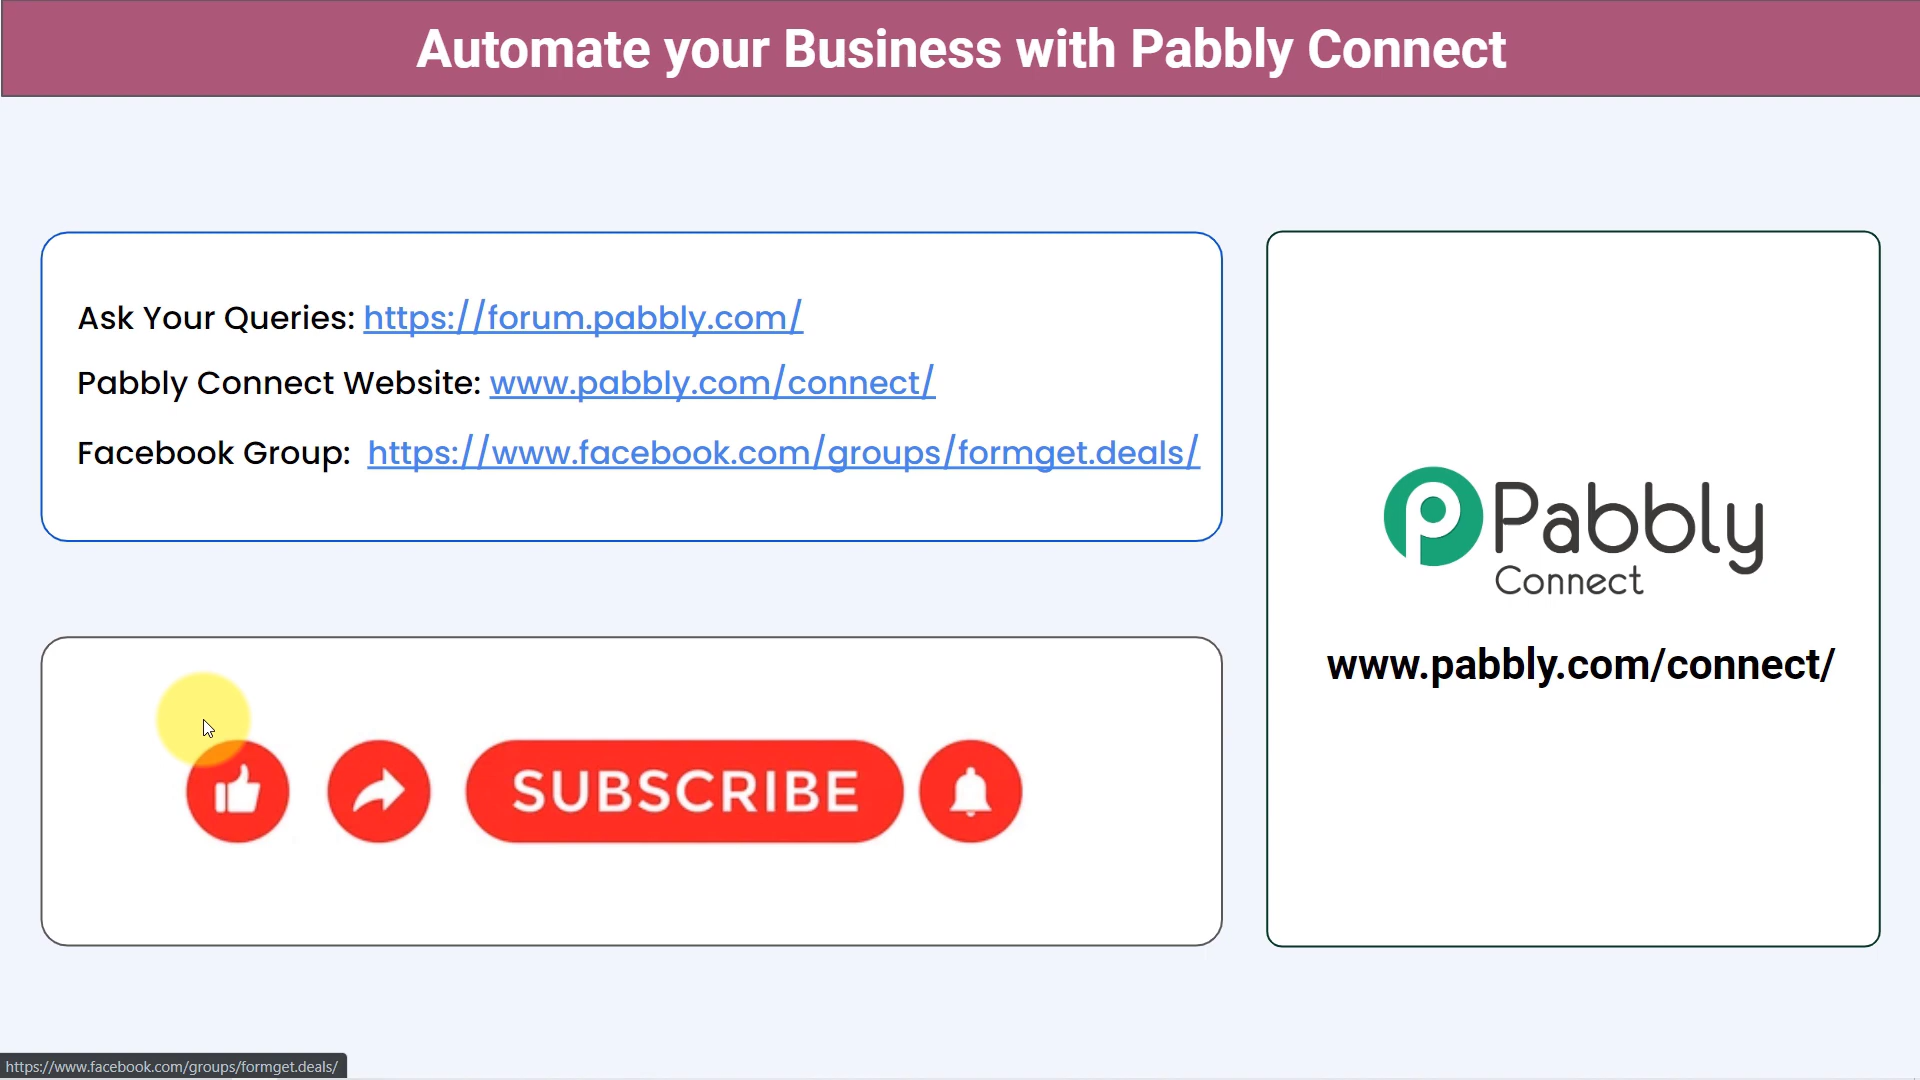 Automate your Business with Pabbly Connect
Ask Your Queries: https://forum.pabbly.com/
Pabbly Connect Website: www.pabbly.com/connect/
Facebook Group: https://www.facebook.com/groups/formget.deals/
Pabbly
Connect
www.pabbly.com/connect/
SUBSCRIBE
https://www.facebook.com/groups/formget.deals/